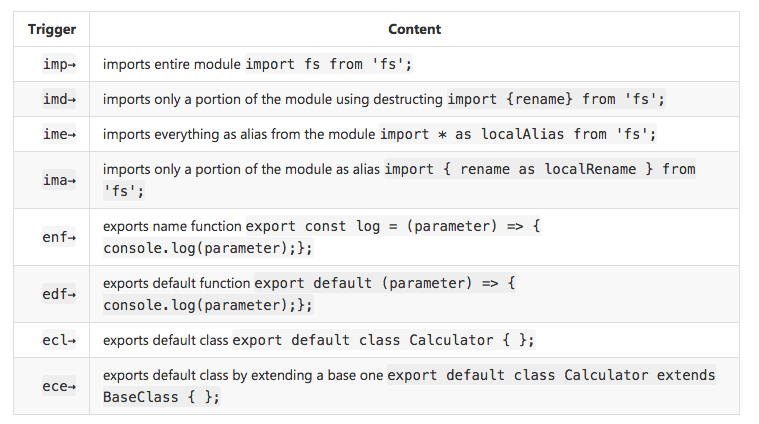 Trigger Content
imp→ imports entire module import fs from 'fs';
imd→ imports only a portion of the module using destructing import {rename} from 'fs';
ime→ imports everything as alias from the module import * as localAlias from 'fs';
ima→ imports only a portion of the module as alias import { rename as localRename } from
'fs';
enf→ exports name function export const log = (parameter) => {
console.log(parameter);};
edf→ exports default function export default (parameter) => {
console.log(parameter);};
ecl→ exports default class export default class Calculator { };
ece→ exports default class by extending a base one export default class Calculator extends
BaseClass { };